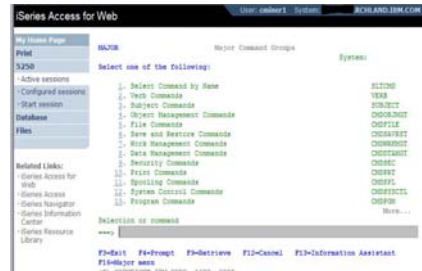 iSeries Access for Web
User: cminer1 System: RCHLAND.IBM.COM
My Home Page
Print
5250
Active sessions
Configured sessions
Start session
Database
Files
Related Links:
iSeries Access for
Web
iSeries Access
iSeries Navigator
iSeries Information
Center
iSeries Resource
Library
MAJOR Major Command Groups
System:
Select one of the following:
1. Select Command by Name SLTCMD
2. Verb Commands VERB
3. Subject Commands SUBJECT
4. Object Management Commands CMDOBJMGT
5. File Commands CMDFILE
6. Save and Restore Commands CMDSAVRST
7. Work Management Commands CMDWRKMGT
8. Data Management Commands CMDDTAMGT
9. Security Commands CMDSEC
10. Print Commands CMDPRT
11. Spooling Commands CMDSPL
12. System Control Commands CMDSYSCTL
13. Program Commands CMDPGM
More...
Selection or command
===>
F3=Exit F4=Prompt F9=Retrieve F12=Cancel F13=Information Assistant
F16=Major menu